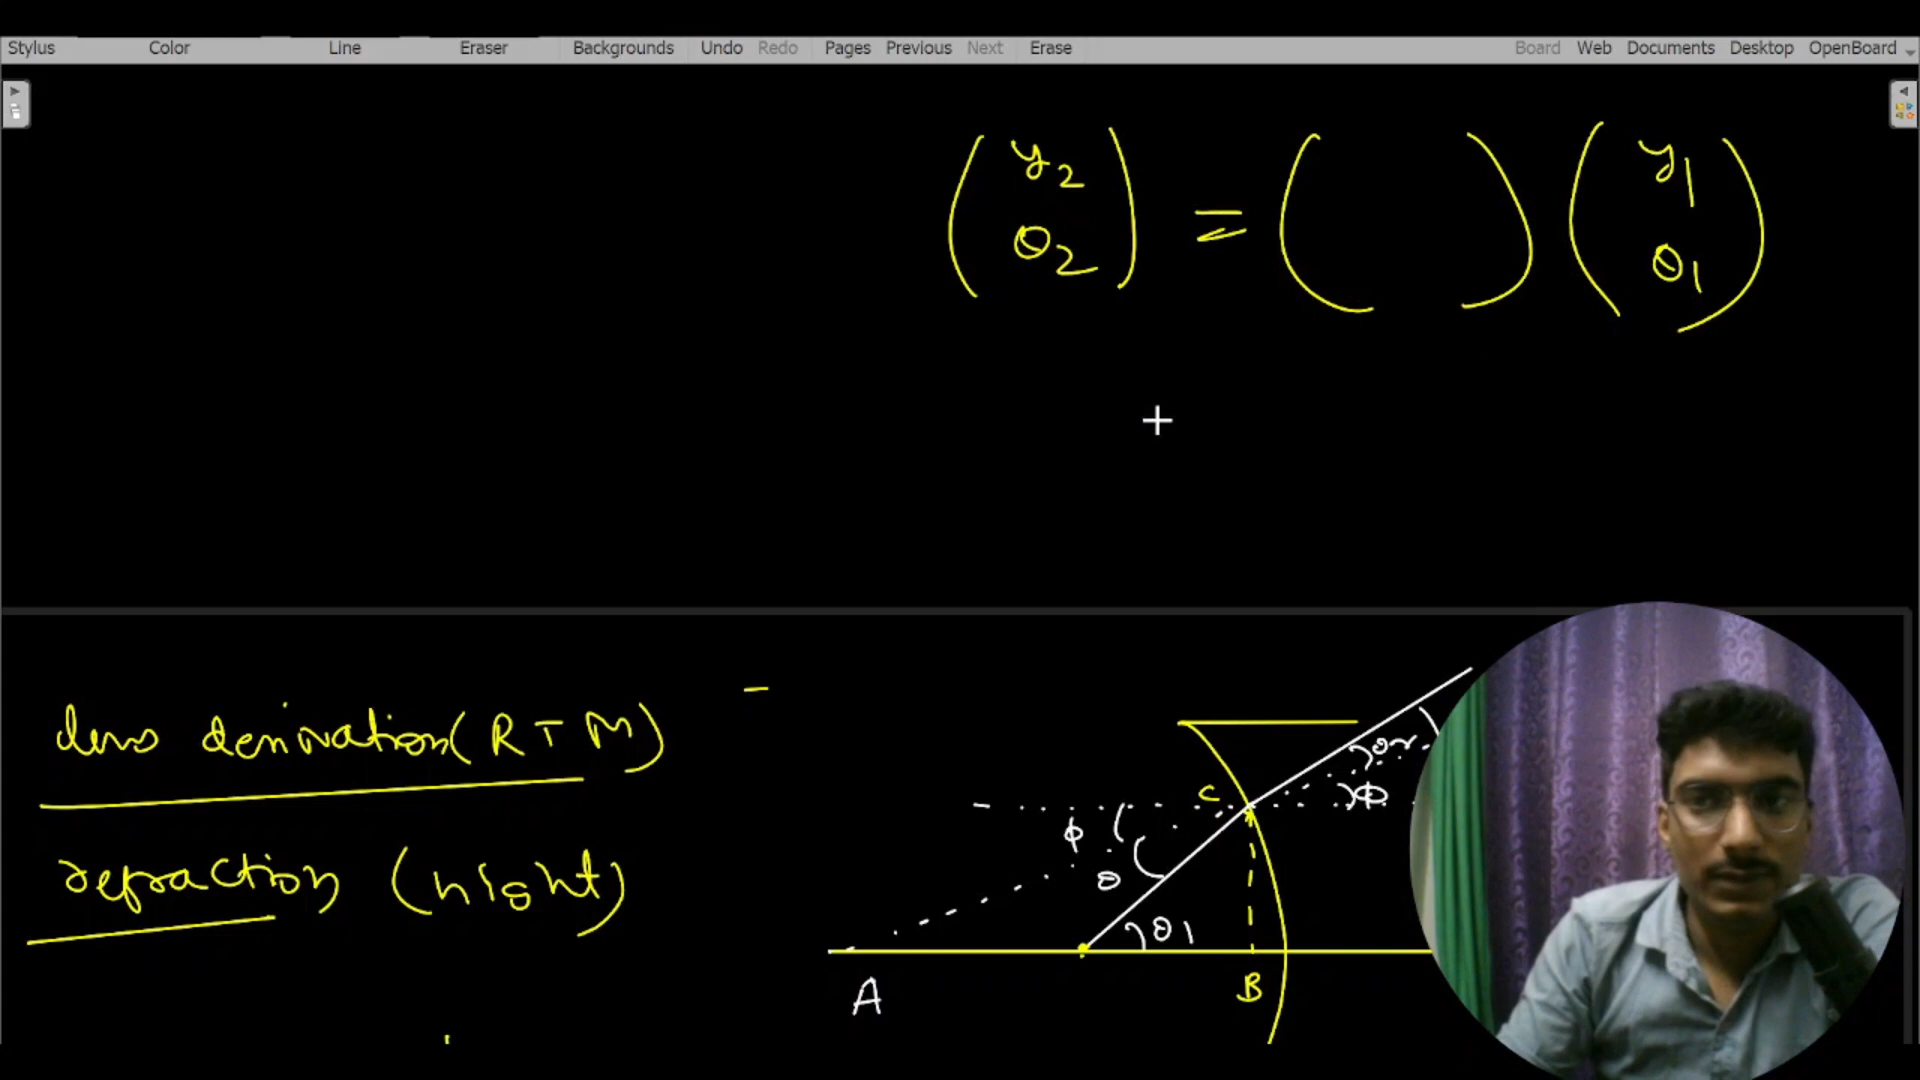 Stylus Color Line Eraser Backgrounds Undo Redo Pages Previous Next Erase Board Web Documents Desktop OpenBoard
( y2 ) = ( ) ( y1 )
( θ2 ) ( θ1 )
lens derivation (RTM)
refraction (right)
C
θr
Φ
ϕ
θ
θ1
A
B